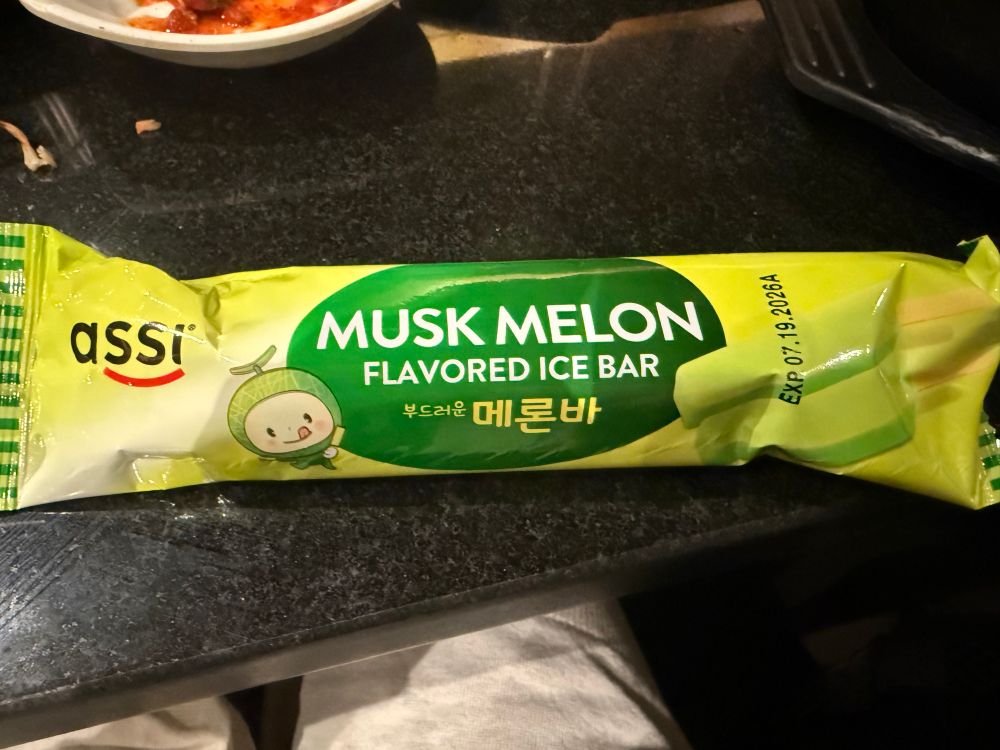 assi®
MUSK MELON
FLAVORED ICE BAR
부드러운 메론바
EXP 07.19.2026A